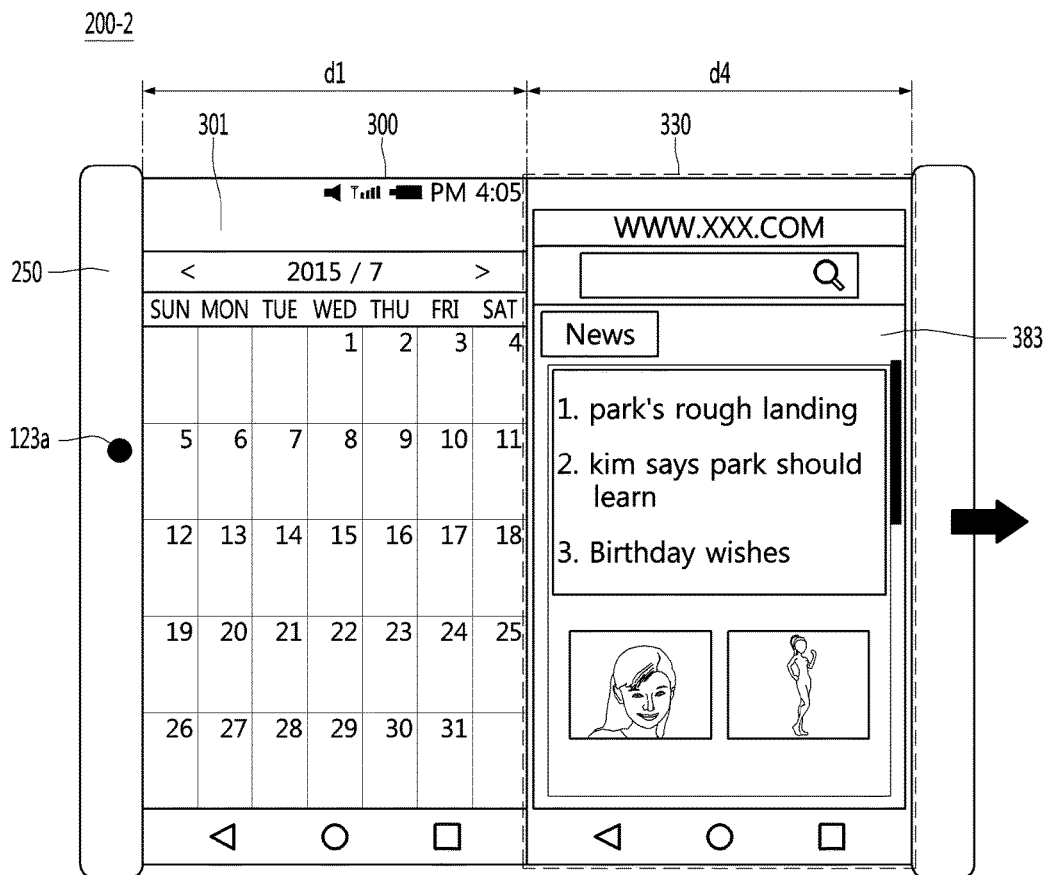 200-2
d1 d4
301 300 330
PM 4:05
WWW.XXX.COM
250
< 2015 / 7 >
SUN MON TUE WED THU FRI SAT
News
383
1 2 3 4
1. park's rough landing
123a
5 6 7 8 9 10 11
2. kim says park should
learn
12 13 14 15 16 17 18
3. Birthday wishes
19 20 21 22 23 24 25
26 27 28 29 30 31